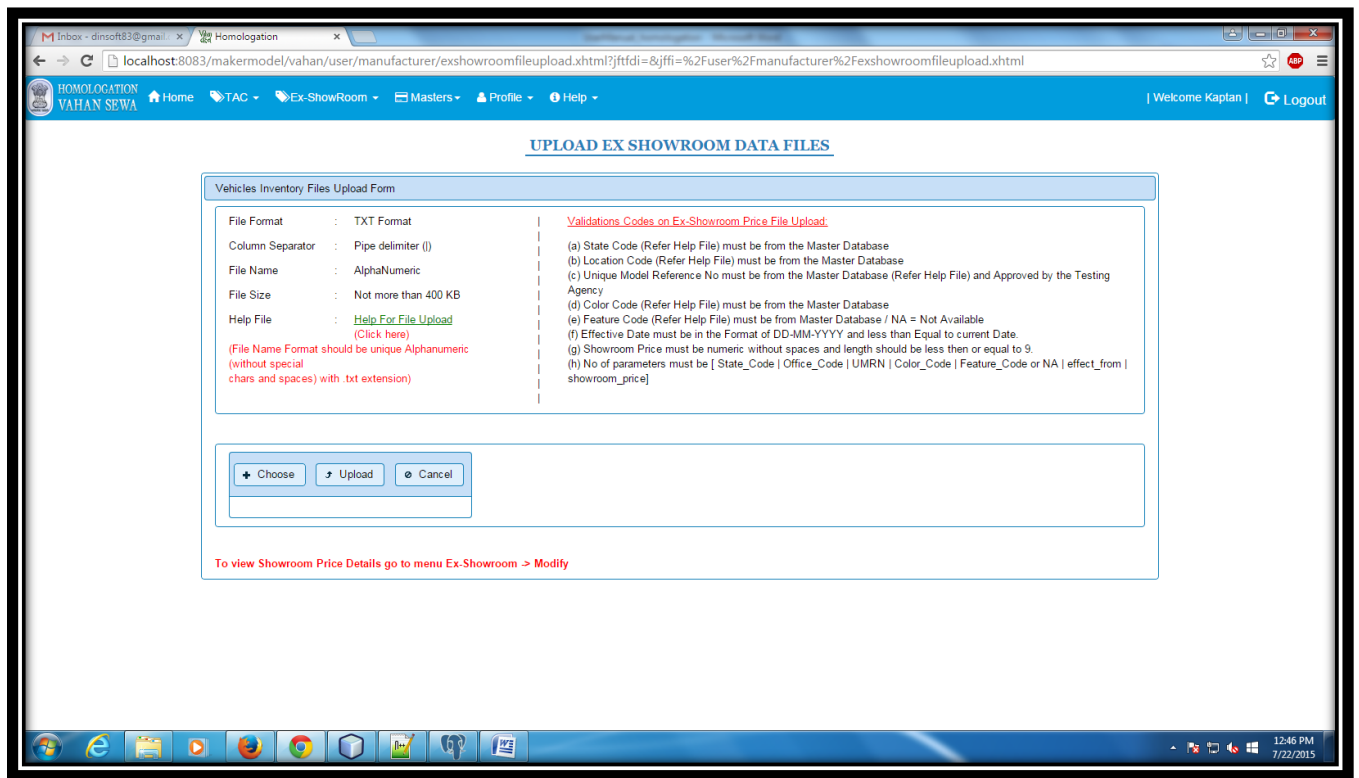 Inbox - dinsoft83@gmail.
Homologation
localhost:8083/makermodel/vahan/user/manufacturer/exshowroomfileupload.xhtml?jftfdi=&jffi=%2Fuser%2Fmanufacturer%2Fexshowroomfileupload.xhtml
ABP
HOMOLOGATION
VAHAN SEWA
Home TAC Ex-ShowRoom Masters Profile Help | Welcome Kaptan | Logout
UPLOAD EX SHOWROOM DATA FILES
Vehicles Inventory Files Upload Form
File Format : TXT Format
Column Separator : Pipe delimiter (|)
File Name : AlphaNumeric
File Size : Not more than 400 KB
Help File : Help For File Upload
(Click here)
(File Name Format should be unique Alphanumeric
(without special
chars and spaces) with .txt extension)
Validations Codes on Ex-Showroom Price File Upload:
(a) State Code (Refer Help File) must be from the Master Database
(b) Location Code (Refer Help File) must be from the Master Database
(c) Unique Model Reference No must be from the Master Database (Refer Help File) and Approved by the Testing
Agency
(d) Color Code (Refer Help File) must be from the Master Database
(e) Feature Code (Refer Help File) must be from Master Database / NA = Not Available
(f) Effective Date must be in the Format of DD-MM-YYYY and less than Equal to current Date.
(g) Showroom Price must be numeric without spaces and length should be less then or equal to 9.
(h) No of parameters must be [ State_Code | Office_Code | UMRN | Color_Code | Feature_Code or NA | effect_from |
showroom_price]
Choose Upload Cancel
To view Showroom Price Details go to menu Ex-Showroom -> Modify
12:46 PM
7/22/2015